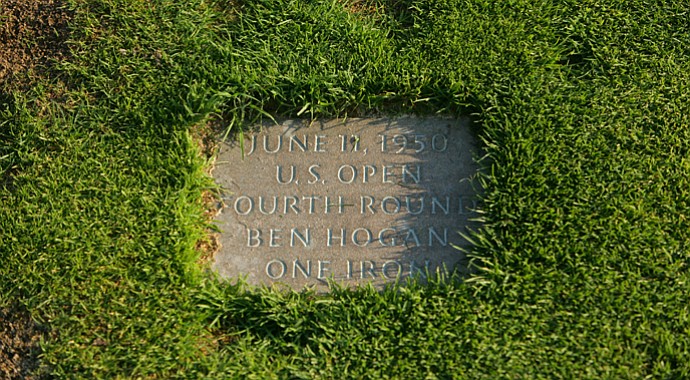 JUNE 11, 1950
U.S. OPEN
FOURTH ROUND
BEN HOGAN
ONE IRON